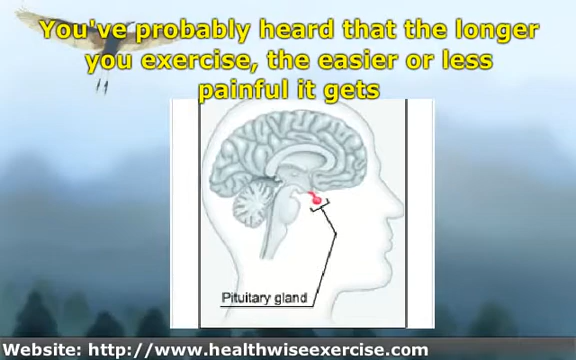 You've probably heard that the longer
you exercise, the easier or less
painful it gets
Pituitary gland
Website: http://www.healthwiseexercise.com